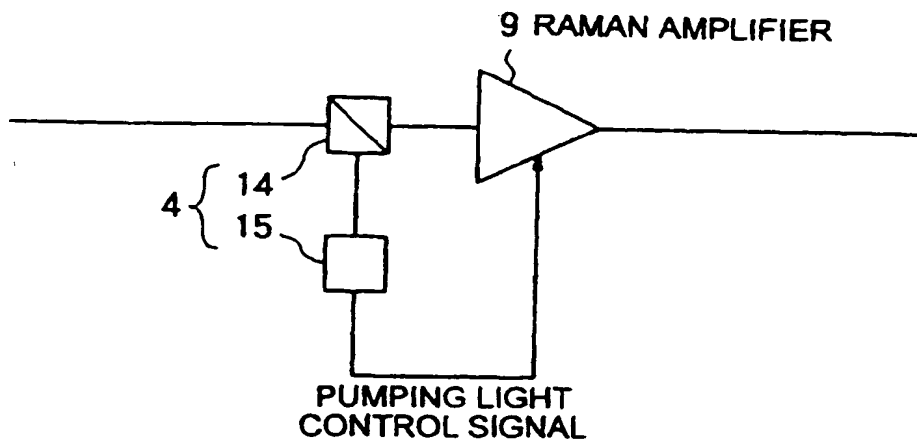 9 RAMAN AMPLIFIER
14
4
15
PUMPING LIGHT
CONTROL SIGNAL